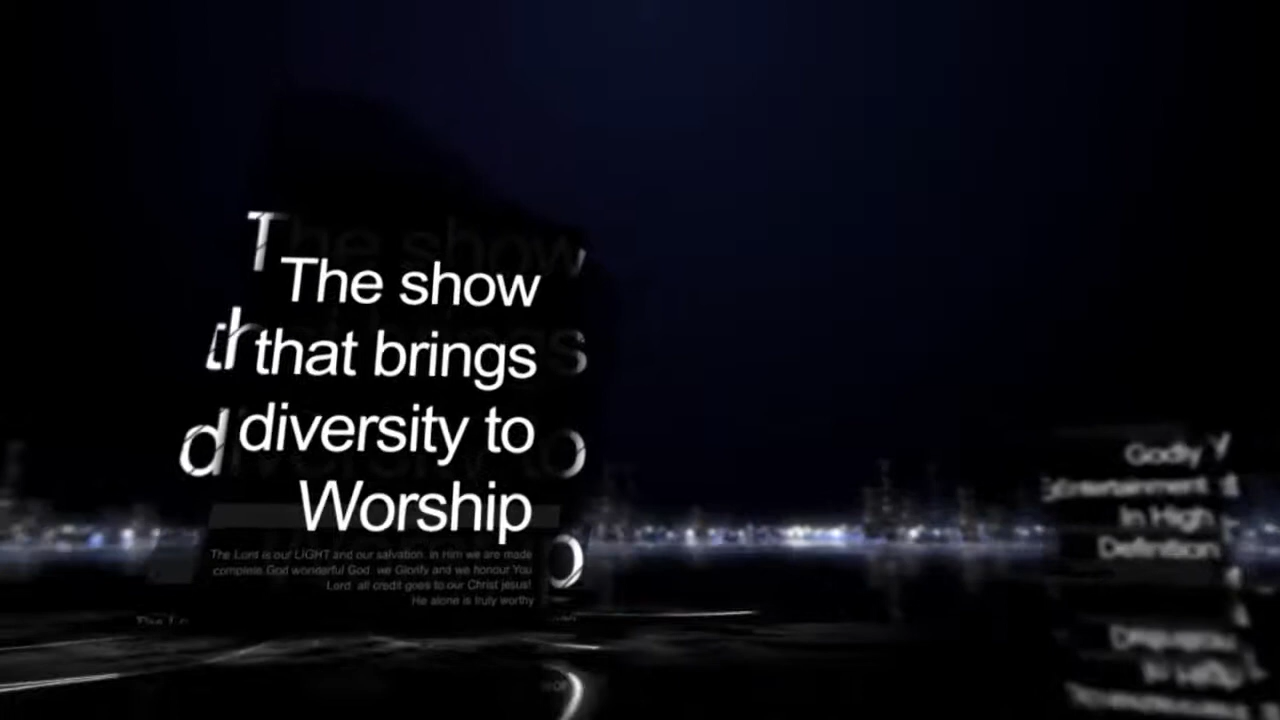 The show
that brings
diversity to
Worship
The Lord is our LIGHT and our salvation. in Him we are made
complete.God wonderful God. we Glorify and we honour You
Lord. all credit goes to our Christ jesus!
He alone is truly worthy
Godly
Entertainment
In High
Definition